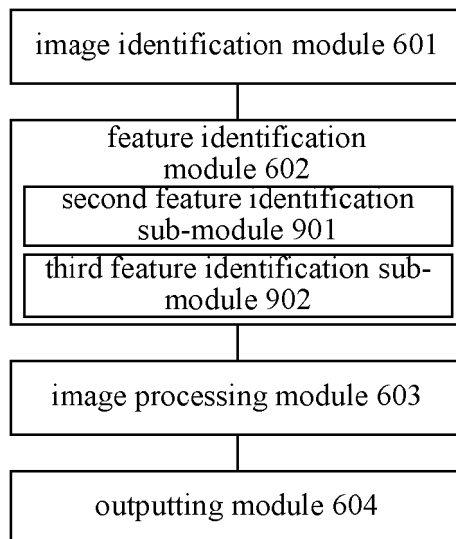 image identification module 601
feature identification
module 602
second feature identification
sub-module 901
third feature identification sub-
module 902
image processing module 603
outputting module 604